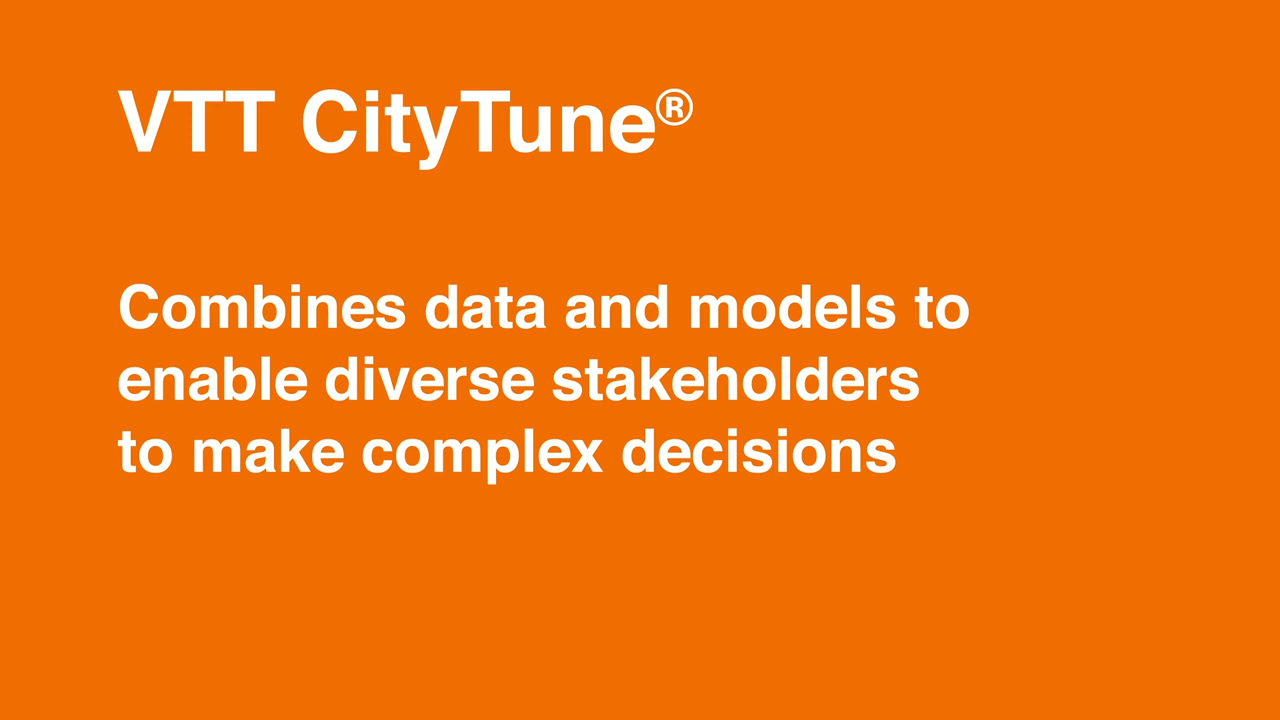 VTT CityTune®
Combines data and models to
enable diverse stakeholders
to make complex decisions